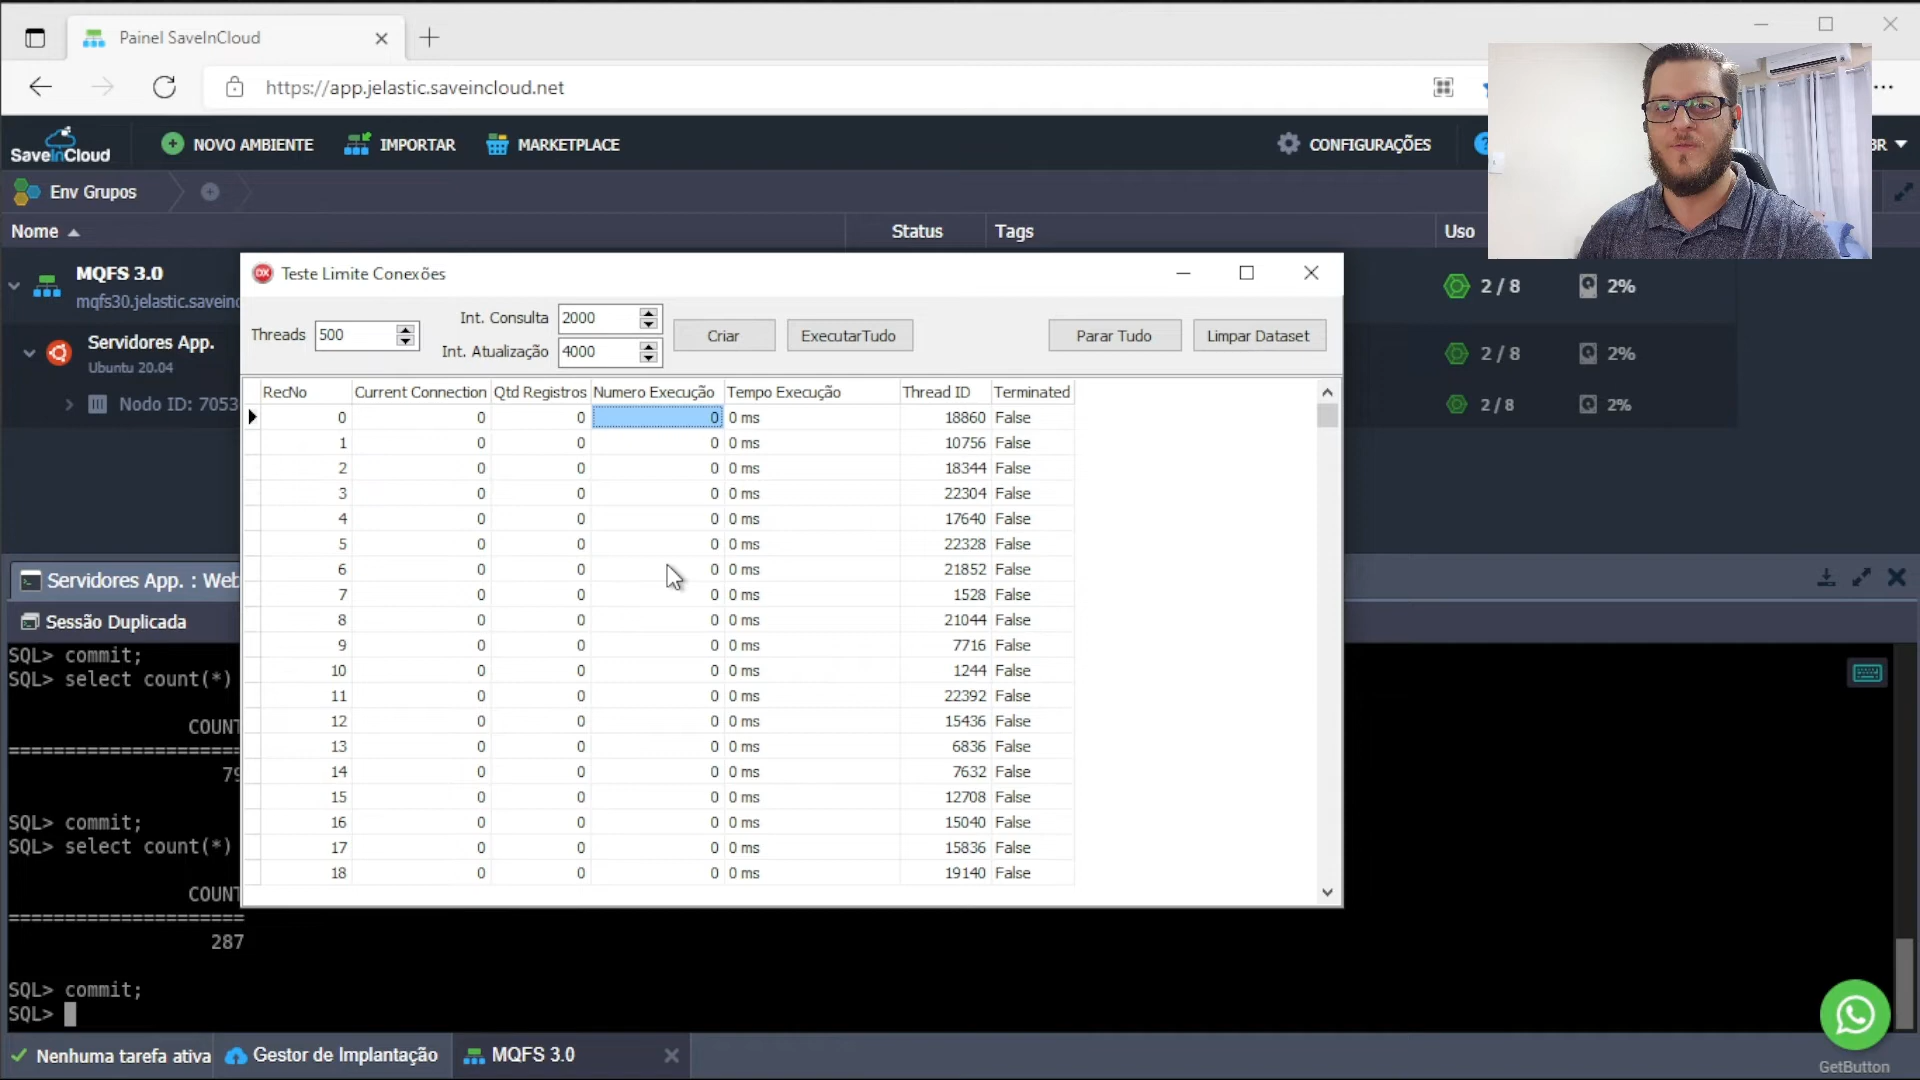 Painel SaveInCloud
https://app.jelastic.saveincloud.net
SaveInCloud
NOVO AMBIENTE
IMPORTAR
MARKETPLACE
CONFIGURAÇÕES
BR
Env Grupos
Nome
Status
Tags
Uso
MQFS 3.0
mqfs30.jelastic.saveinc
2 / 8
2%
Servidores App.
Ubuntu 20.04
2 / 8
2%
Nodo ID: 7053
2 / 8
2%
Teste Limite Conexões
Threads
500
Int. Consulta
2000
Int. Atualização
4000
Criar
ExecutarTudo
Parar Tudo
Limpar Dataset
RecNo Current Connection Qtd Registros Numero Execução Tempo Execução Thread ID Terminated
0 0 0 0 0 ms 18860 False
1 0 0 0 0 ms 10756 False
2 0 0 0 0 ms 18344 False
3 0 0 0 0 ms 22304 False
4 0 0 0 0 ms 17640 False
5 0 0 0 0 ms 22328 False
6 0 0 0 0 ms 21852 False
7 0 0 0 0 ms 1528 False
8 0 0 0 0 ms 21044 False
9 0 0 0 0 ms 7716 False
10 0 0 0 0 ms 1244 False
11 0 0 0 0 ms 22392 False
12 0 0 0 0 ms 15436 False
13 0 0 0 0 ms 6836 False
14 0 0 0 0 ms 7632 False
15 0 0 0 0 ms 12708 False
16 0 0 0 0 ms 15040 False
17 0 0 0 0 ms 15836 False
18 0 0 0 0 ms 19140 False
Servidores App. : Web
Sessão Duplicada
SQL> commit;
SQL> select count(*)
COUNT
=====================
79
SQL> commit;
SQL> select count(*)
COUNT
=====================
287
SQL> commit;
SQL>
GetButton
Nenhuma tarefa ativa
Gestor de Implantação
MQFS 3.0